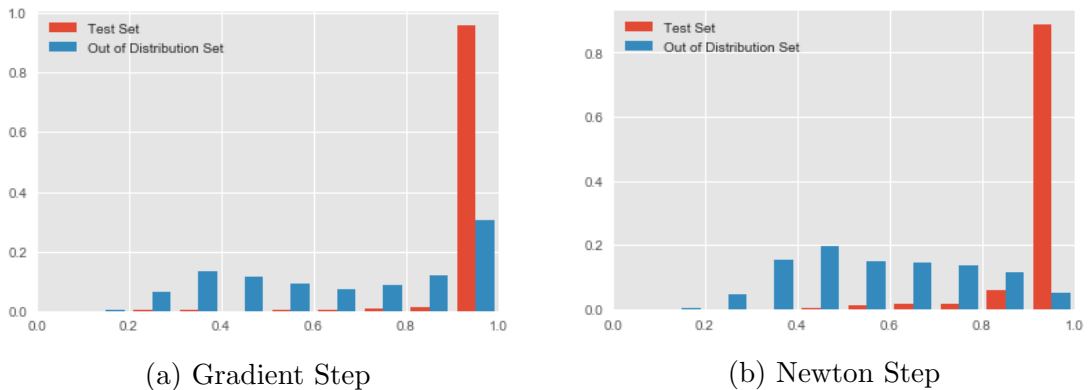 Test Set
Out of Distribution Set
1.0
0.8
0.6
0.4
0.2
0.0
0.0 0.2 0.4 0.6 0.8 1.0
(a) Gradient Step
Test Set
Out of Distribution Set
0.8
0.6
0.4
0.2
0.0
0.0 0.2 0.4 0.6 0.8 1.0
(b) Newton Step